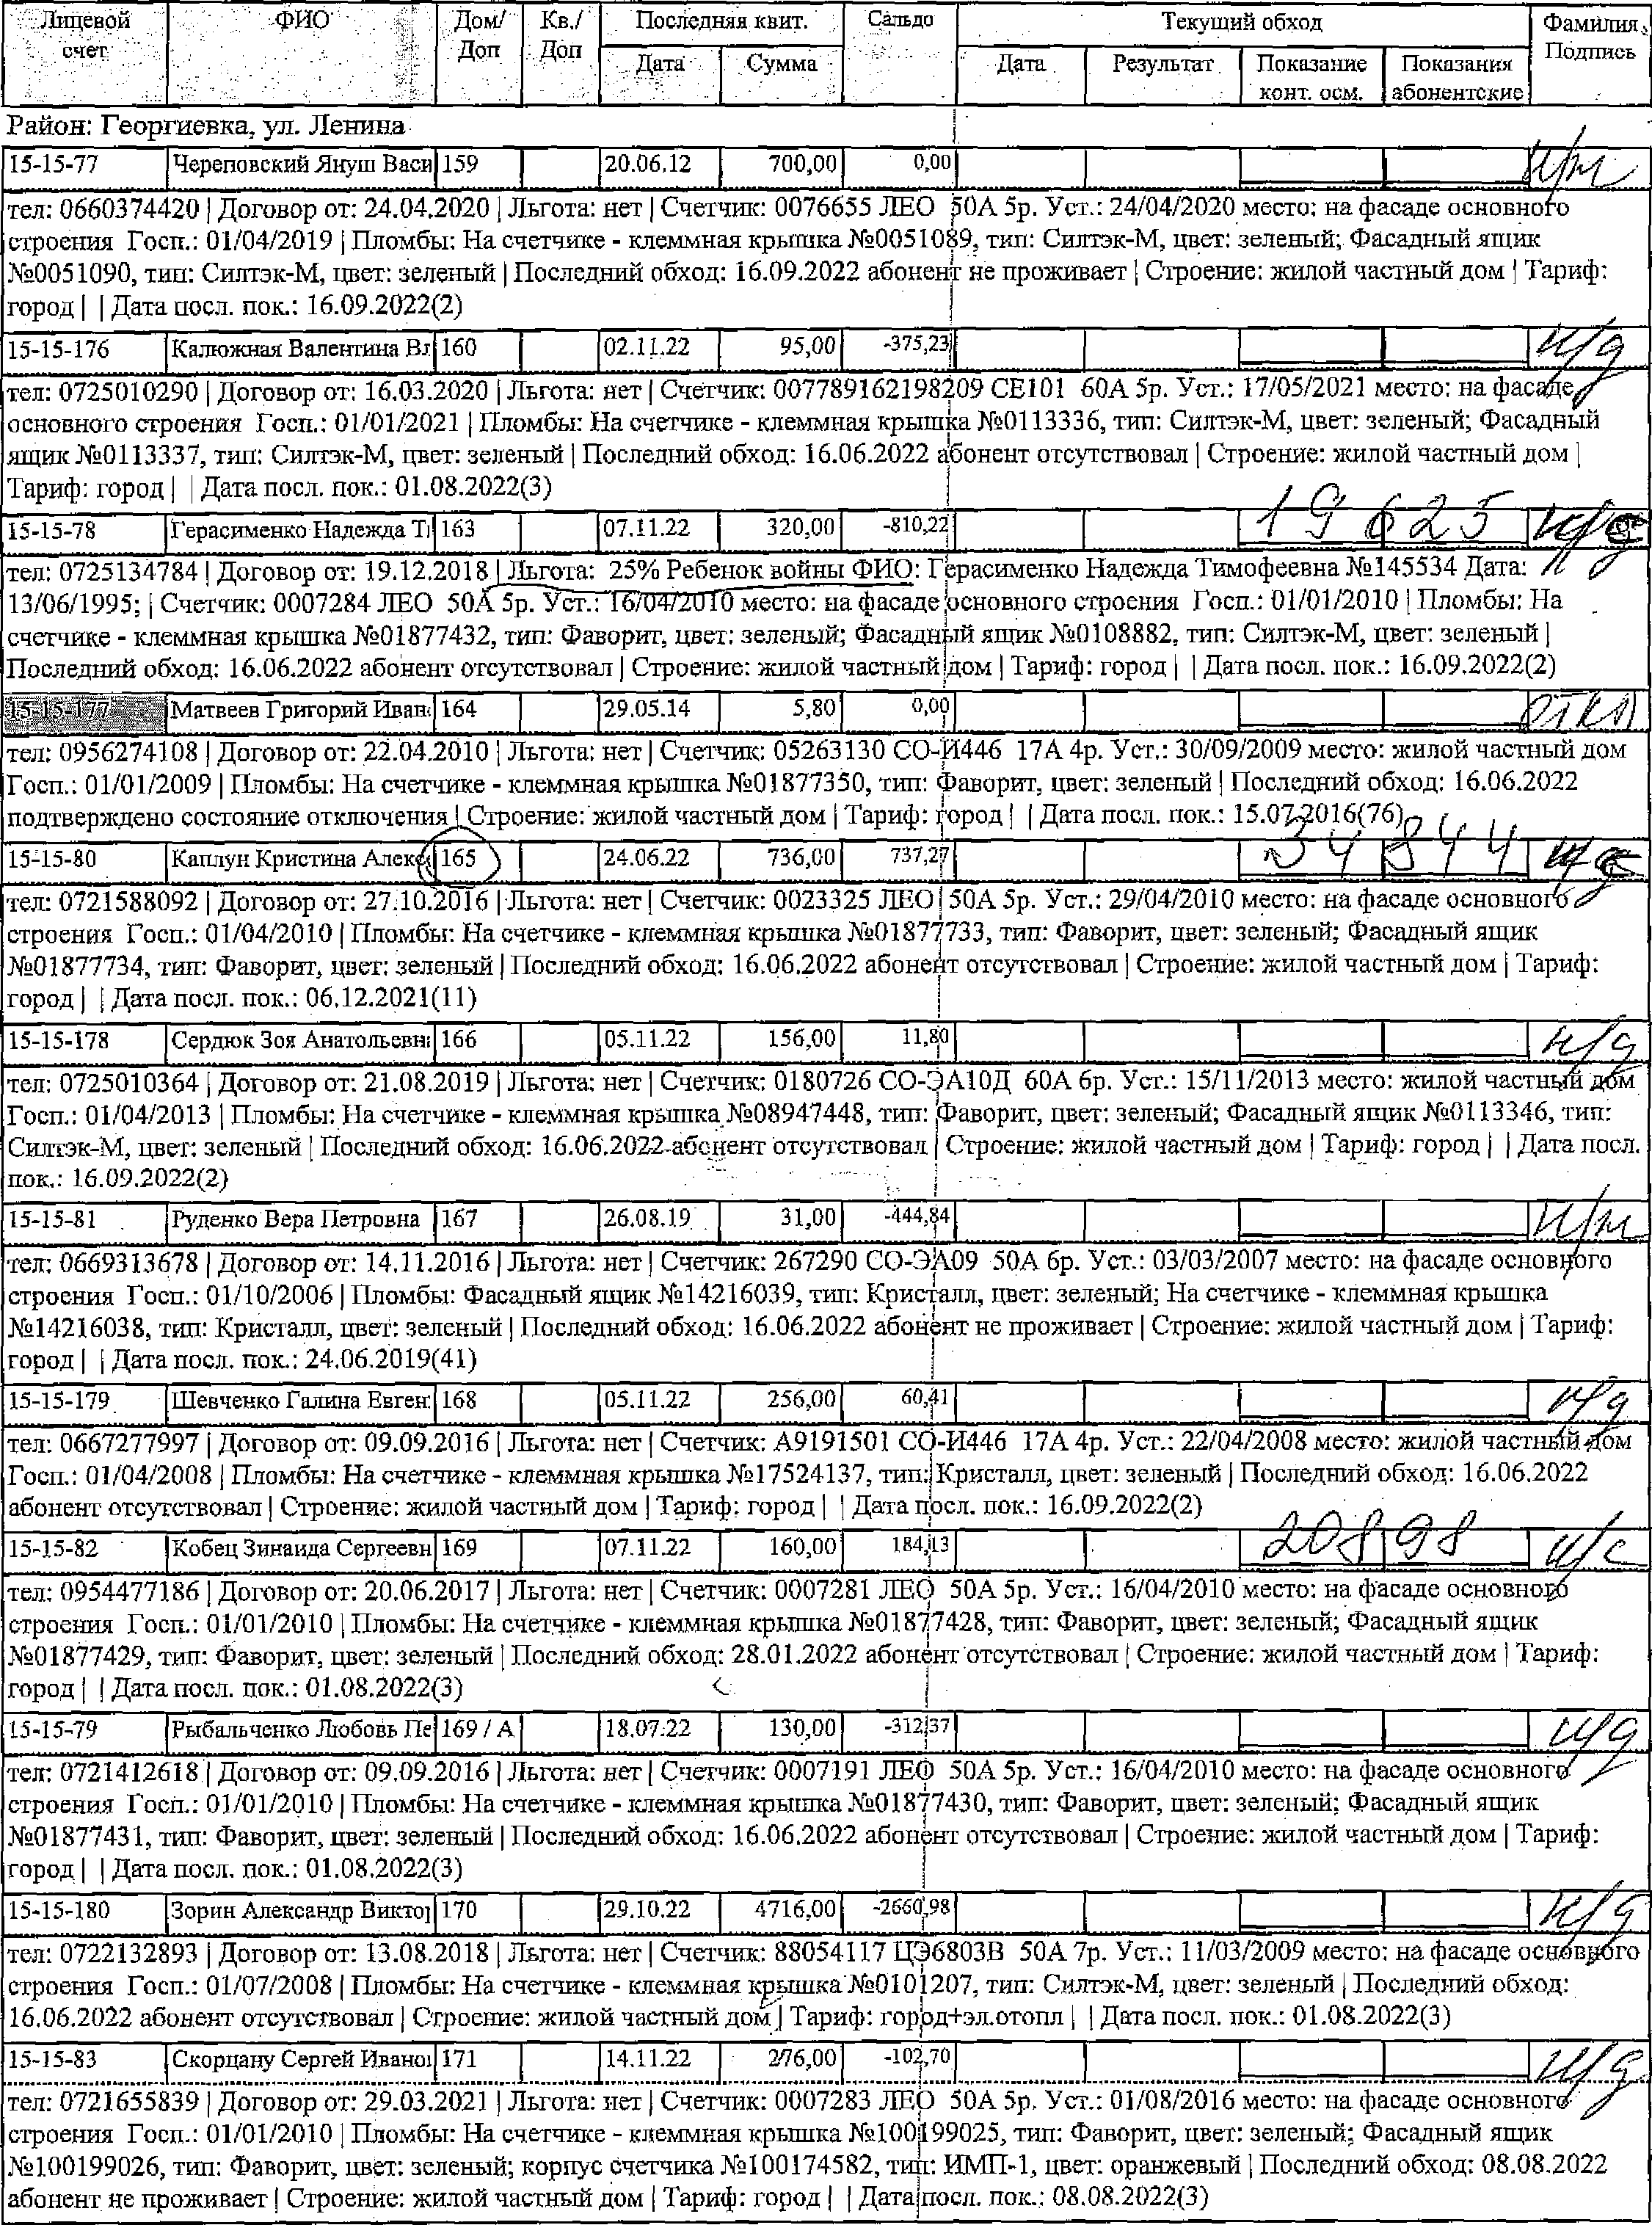 Лицевой счет ФИО Дом/Доп Кв./Доп Последняя квит. Сальдо Текущий обход Фамилия, Подпись
Дата Сумма Дата Результат Показание конт. осм. Показания абонентские
Район: Георгиевка, ул. Ленина
15-15-77 Череповский Януш Васи 159 20.06.12 700,00 0,00 н/ж
тел: 0660374420 | Договор от: 24.04.2020 | Льгота: нет | Счетчик: 0076655 ЛЕО 50А 5р. Уст.: 24/04/2020 место: на фасаде основного
строения Госп.: 01/04/2019 | Пломбы: На счетчике - клеммная крышка №0051089, тип: Силтэк-М, цвет: зеленый; Фасадный ящик
№0051090, тип: Силтэк-М, цвет: зеленый | Последний обход: 16.09.2022 абонент не проживает | Строение: жилой частный дом | Тариф:
город | | Дата посл. пок.: 16.09.2022(2)
15-15-176 Калюжная Валентина Вл 160 02.11.22 95,00 -375,23 н/д
тел: 0725010290 | Договор от: 16.03.2020 | Льгота: нет | Счетчик: 007789162198209 СЕ101 60А 5р. Уст.: 17/05/2021 место: на фасаде
основного строения Госп.: 01/01/2021 | Пломбы: На счетчике - клеммная крышка №0113336, тип: Силтэк-М, цвет: зеленый; Фасадный
ящик №0113337, тип: Силтэк-М, цвет: зеленый | Последний обход: 16.06.2022 абонент отсутствовал | Строение: жилой частный дом |
Тариф: город | | Дата посл. пок.: 01.08.2022(3)
15-15-78 Герасименко Надежда Ти 163 07.11.22 320,00 -810,22 19625
тел: 0725134784 | Договор от: 19.12.2018 | Льгота: 25% Ребенок войны ФИО: Герасименко Надежда Тимофеевна №145534 Дата:
13/06/1995; | Счетчик: 0007284 ЛЕО 50А 5р. Уст.: 16/04/2010 место: на фасаде основного строения Госп.: 01/01/2010 | Пломбы: На
счетчике - клеммная крышка №01877432, тип: Фаворит, цвет: зеленый; Фасадный ящик №0108882, тип: Силтэк-М, цвет: зеленый |
Последний обход: 16.06.2022 абонент отсутствовал | Строение: жилой частный дом | Тариф: город | | Дата посл. пок.: 16.09.2022(2)
15-15-177 Матвеев Григорий Иван 164 29.05.14 5,80 0,00 откл
тел: 0956274108 | Договор от: 22.04.2010 | Льгота: нет | Счетчик: 05263130 СО-И446 17А 4р. Уст.: 30/09/2009 место: жилой частный дом
Госп.: 01/01/2009 | Пломбы: На счетчике - клеммная крышка №01877350, тип: Фаворит, цвет: зеленый | Последний обход: 16.06.2022
подтверждено состояние отключения | Строение: жилой частный дом | Тариф: город | | Дата посл. пок.: 15.07.2016(76)
15-15-80 Каплун Кристина Алекс 165 24.06.22 736,00 737,27 34844
тел: 0721588092 | Договор от: 27.10.2016 | Льгота: нет | Счетчик: 0023325 ЛЕО 50А 5р. Уст.: 29/04/2010 место: на фасаде основного
строения Госп.: 01/04/2010 | Пломбы: На счетчике - клеммная крышка №01877733, тип: Фаворит, цвет: зеленый; Фасадный ящик
№01877734, тип: Фаворит, цвет: зеленый | Последний обход: 16.06.2022 абонент отсутствовал | Строение: жилой частный дом | Тариф:
город | | Дата посл. пок.: 06.12.2021(11)
15-15-178 Сердюк Зоя Анатольевн 166 05.11.22 156,00 11,80 н/д
тел: 0725010364 | Договор от: 21.08.2019 | Льгота: нет | Счетчик: 0180726 СО-ЭА10Д 60А 6р. Уст.: 15/11/2013 место: жилой частный дом
Госп.: 01/04/2013 | Пломбы: На счетчике - клеммная крышка №08947448, тип: Фаворит, цвет: зеленый; Фасадный ящик №0113346, тип:
Силтэк-М, цвет: зеленый | Последний обход: 16.06.2022 абонент отсутствовал | Строение: жилой частный дом | Тариф: город | | Дата посл.
пок.: 16.09.2022(2)
15-15-81 Руденко Вера Петровна 167 26.08.19 31,00 -444,84 н/ж
тел: 0669313678 | Договор от: 14.11.2016 | Льгота: нет | Счетчик: 267290 СО-ЭА09 50А 6р. Уст.: 03/03/2007 место: на фасаде основного
строения Госп.: 01/10/2006 | Пломбы: Фасадный ящик №14216039, тип: Кристалл, цвет: зеленый; На счетчике - клеммная крышка
№14216038, тип: Кристалл, цвет: зеленый | Последний обход: 16.06.2022 абонент не проживает | Строение: жилой частный дом | Тариф:
город | | Дата посл. пок.: 24.06.2019(41)
15-15-179 Шевченко Галина Евген 168 05.11.22 256,00 60,41 н/д
тел: 0667277997 | Договор от: 09.09.2016 | Льгота: нет | Счетчик: А9191501 СО-И446 17А 4р. Уст.: 22/04/2008 место: жилой частный дом
Госп.: 01/04/2008 | Пломбы: На счетчике - клеммная крышка №17524137, тип: Кристалл, цвет: зеленый | Последний обход: 16.06.2022
абонент отсутствовал | Строение: жилой частный дом | Тариф: город | | Дата посл. пок.: 16.09.2022(2)
15-15-82 Кобец Зинаида Сергеевн 169 07.11.22 160,00 184,13 20898 н/с
тел: 0954477186 | Договор от: 20.06.2017 | Льгота: нет | Счетчик: 0007281 ЛЕО 50А 5р. Уст.: 16/04/2010 место: на фасаде основного
строения Госп.: 01/01/2010 | Пломбы: На счетчике - клеммная крышка №01877428, тип: Фаворит, цвет: зеленый; Фасадный ящик
№01877429, тип: Фаворит, цвет: зеленый | Последний обход: 28.01.2022 абонент отсутствовал | Строение: жилой частный дом | Тариф:
город | | Дата посл. пок.: 01.08.2022(3)
15-15-79 Рыбальченко Любовь Пе 169 / А 18.07.22 130,00 -312,37 н/д
тел: 0721412618 | Договор от: 09.09.2016 | Льгота: нет | Счетчик: 0007191 ЛЕО 50А 5р. Уст.: 16/04/2010 место: на фасаде основного
строения Госп.: 01/01/2010 | Пломбы: На счетчике - клеммная крышка №01877430, тип: Фаворит, цвет: зеленый; Фасадный ящик
№01877431, тип: Фаворит, цвет: зеленый | Последний обход: 16.06.2022 абонент отсутствовал | Строение: жилой частный дом | Тариф:
город | | Дата посл. пок.: 01.08.2022(3)
15-15-180 Зорин Александр Виктор 170 29.10.22 4716,00 -2660,98 н/д
тел: 0722132893 | Договор от: 13.08.2018 | Льгота: нет | Счетчик: 88054117 ЦЭ6803В 50А 7р. Уст.: 11/03/2009 место: на фасаде основного
строения Госп.: 01/07/2008 | Пломбы: На счетчике - клеммная крышка №0101207, тип: Силтэк-М, цвет: зеленый | Последний обход:
16.06.2022 абонент отсутствовал | Строение: жилой частный дом | Тариф: город+эл.отопл | | Дата посл. пок.: 01.08.2022(3)
15-15-83 Скорцану Сергей Ивано 171 14.11.22 276,00 -102,70 н/д
тел: 0721655839 | Договор от: 29.03.2021 | Льгота: нет | Счетчик: 0007283 ЛЕО 50А 5р. Уст.: 01/08/2016 место: на фасаде основного
строения Госп.: 01/01/2010 | Пломбы: На счетчике - клеммная крышка №100199025, тип: Фаворит, цвет: зеленый; Фасадный ящик
№100199026, тип: Фаворит, цвет: зеленый; корпус счетчика №100174582, тип: ИМП-1, цвет: оранжевый | Последний обход: 08.08.2022
абонент не проживает | Строение: жилой частный дом | Тариф: город | | Дата посл. пок.: 08.08.2022(3)